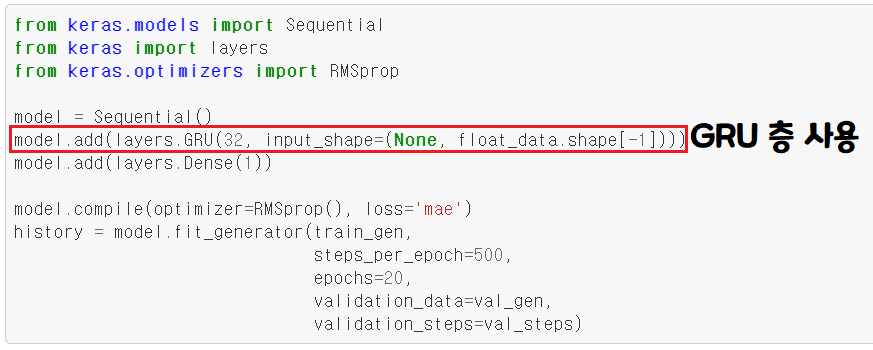 from keras.models import Sequential
from keras import layers
from keras.optimizers import RMSprop
model = Sequential()
model.add(layers.GRU(32, input_shape=(None, float_data.shape[-1]))) GRU 층 사용
model.add(layers.Dense(1))
model.compile(optimizer=RMSprop(), loss='mae')
history = model.fit_generator(train_gen,
steps_per_epoch=500,
epochs=20,
validation_data=val_gen,
validation_steps=val_steps)